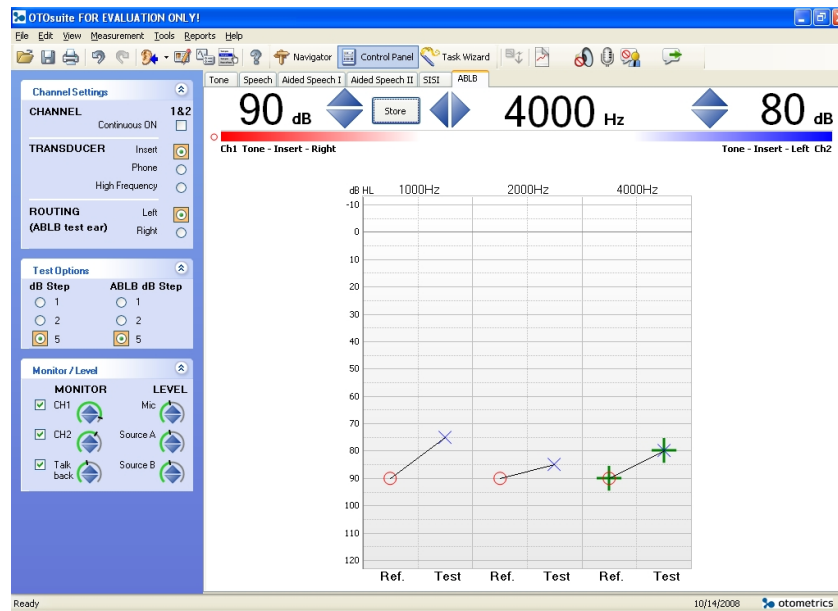 OTOsuite FOR EVALUATION ONLY!
File Edit View Measurement Tools Reports Help
Navigator Control Panel Task Wizard
Tone Speech Aided Speech I Aided Speech II SISI ABLB
Channel Settings
CHANNEL 1&2
Continuous ON
TRANSDUCER Insert
Phone
High Frequency
ROUTING Left
(ABLB test ear) Right
Test Options
dB Step ABLB dB Step
1 1
2 2
5 5
Monitor / Level
MONITOR LEVEL
CH1 Mic
CH2 Source A
Talk back Source B
90 dB Store 4000 Hz 80 dB
Ch1 Tone - Insert - Right Tone - Insert - Left Ch2
dB HL 1000Hz 2000Hz 4000Hz
-10
0
10
20
30
40
50
60
70
80
90
100
110
120
Ref. Test Ref. Test Ref. Test
Ready 10/14/2008 otometrics